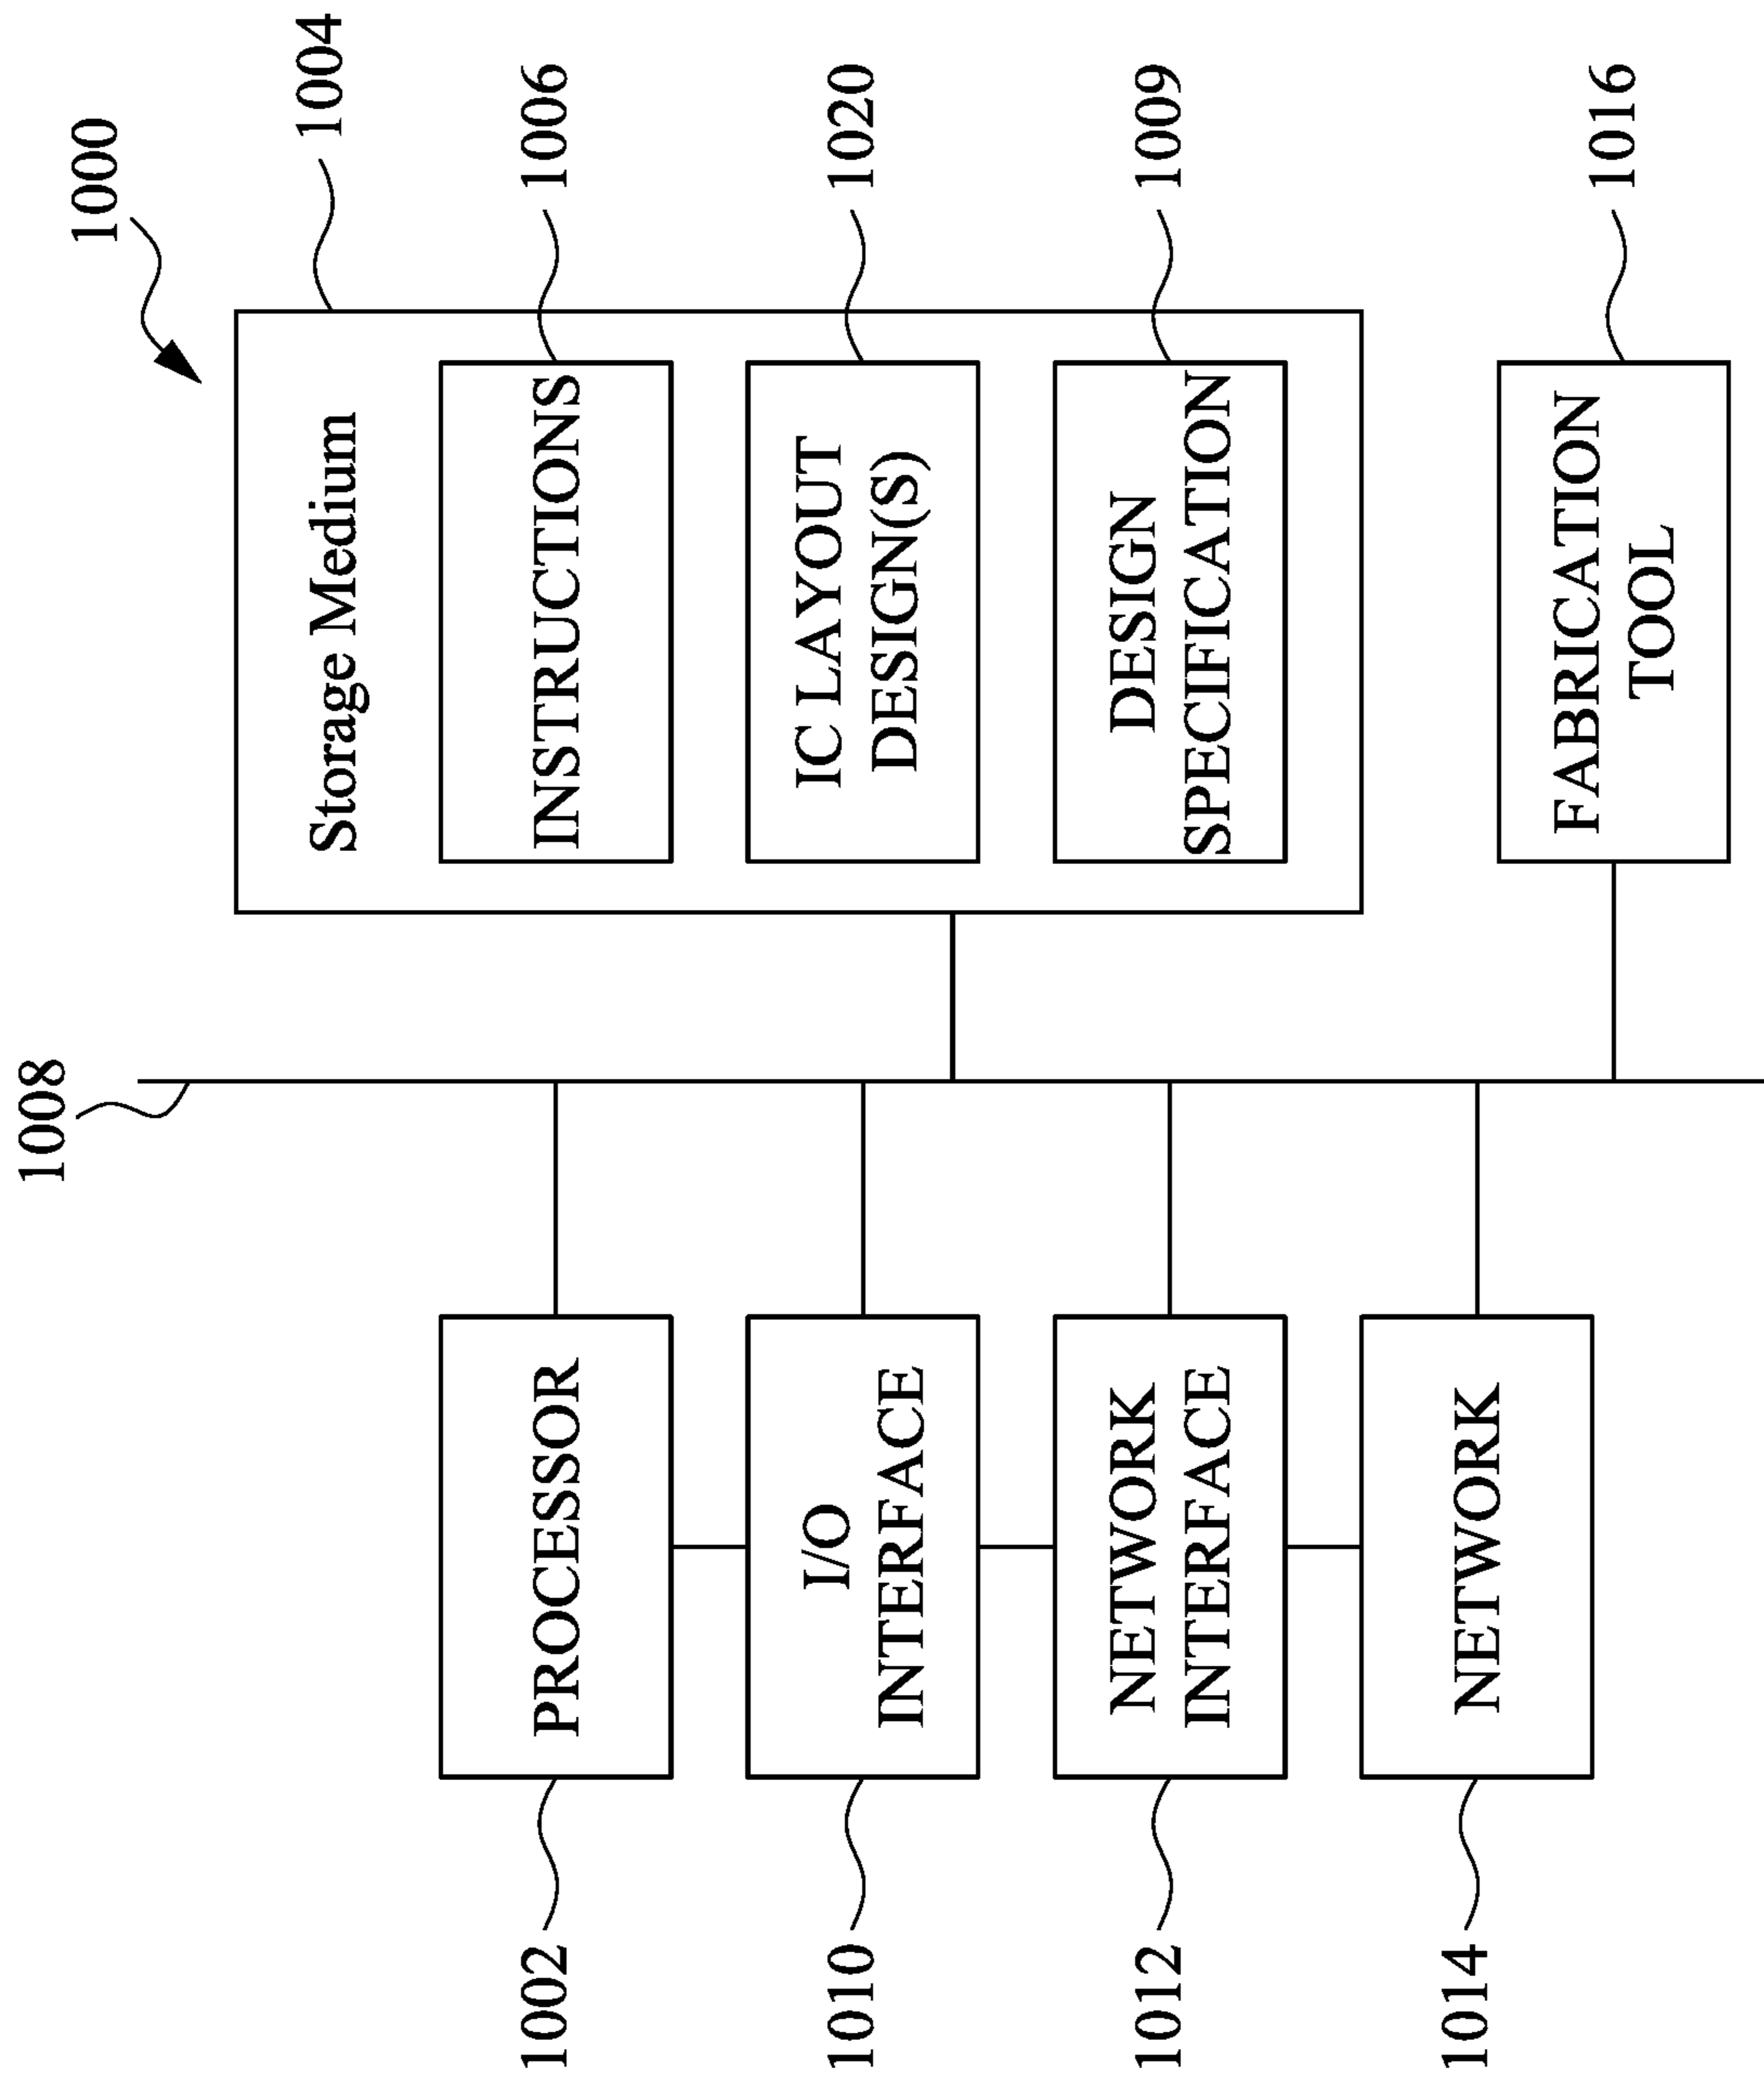 1000
1008
1004
Storage Medium
1002
PROCESSOR
INSTRUCTIONS
1006
1010
I/O
INTERFACE
IC LAYOUT
DESIGN(S)
1020
1012
NETWORK
INTERFACE
DESIGN
SPECIFICATION
1009
1014
NETWORK
FABRICATION
TOOL
1016